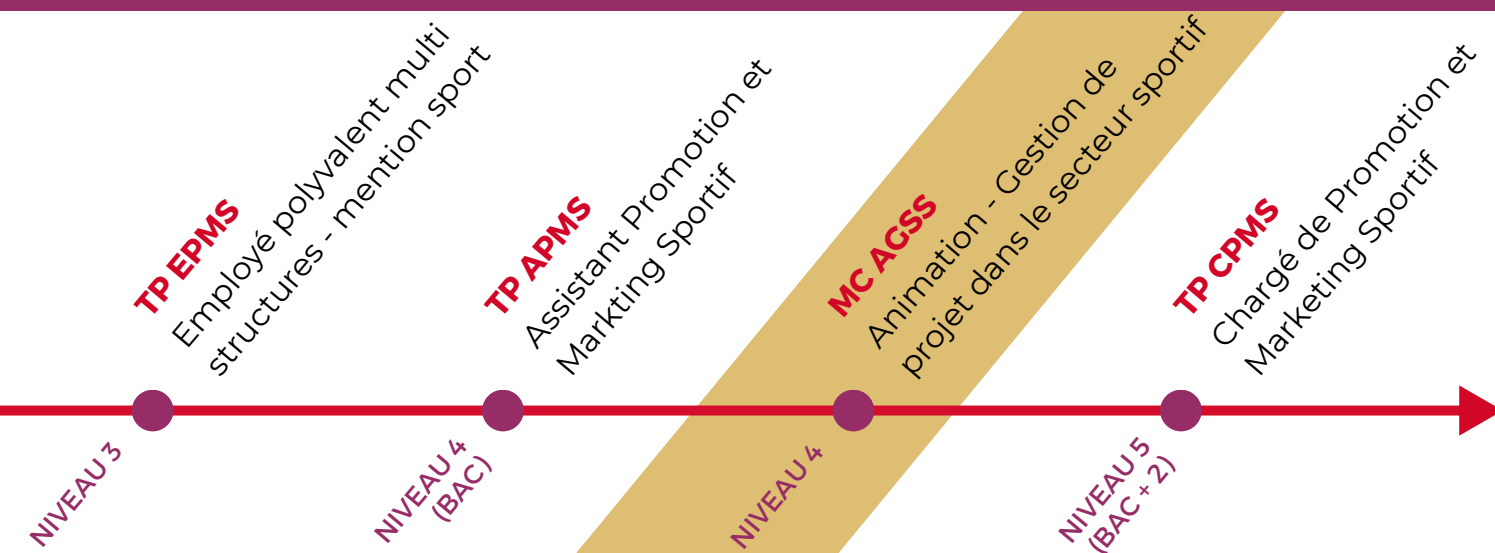 TP EPMS
Employé polyvalent multi
structures - mention sport
NIVEAU 3
TP APMS
Assistant Promotion et
Markting Sportif
NIVEAU 4
(BAC)
MC AGSS
Animation - Gestion de
projet dans le secteur sportif
NIVEAU 4
TP CPMS
Chargé de Promotion et
Marketing Sportif
NIVEAU 5
(BAC + 2)